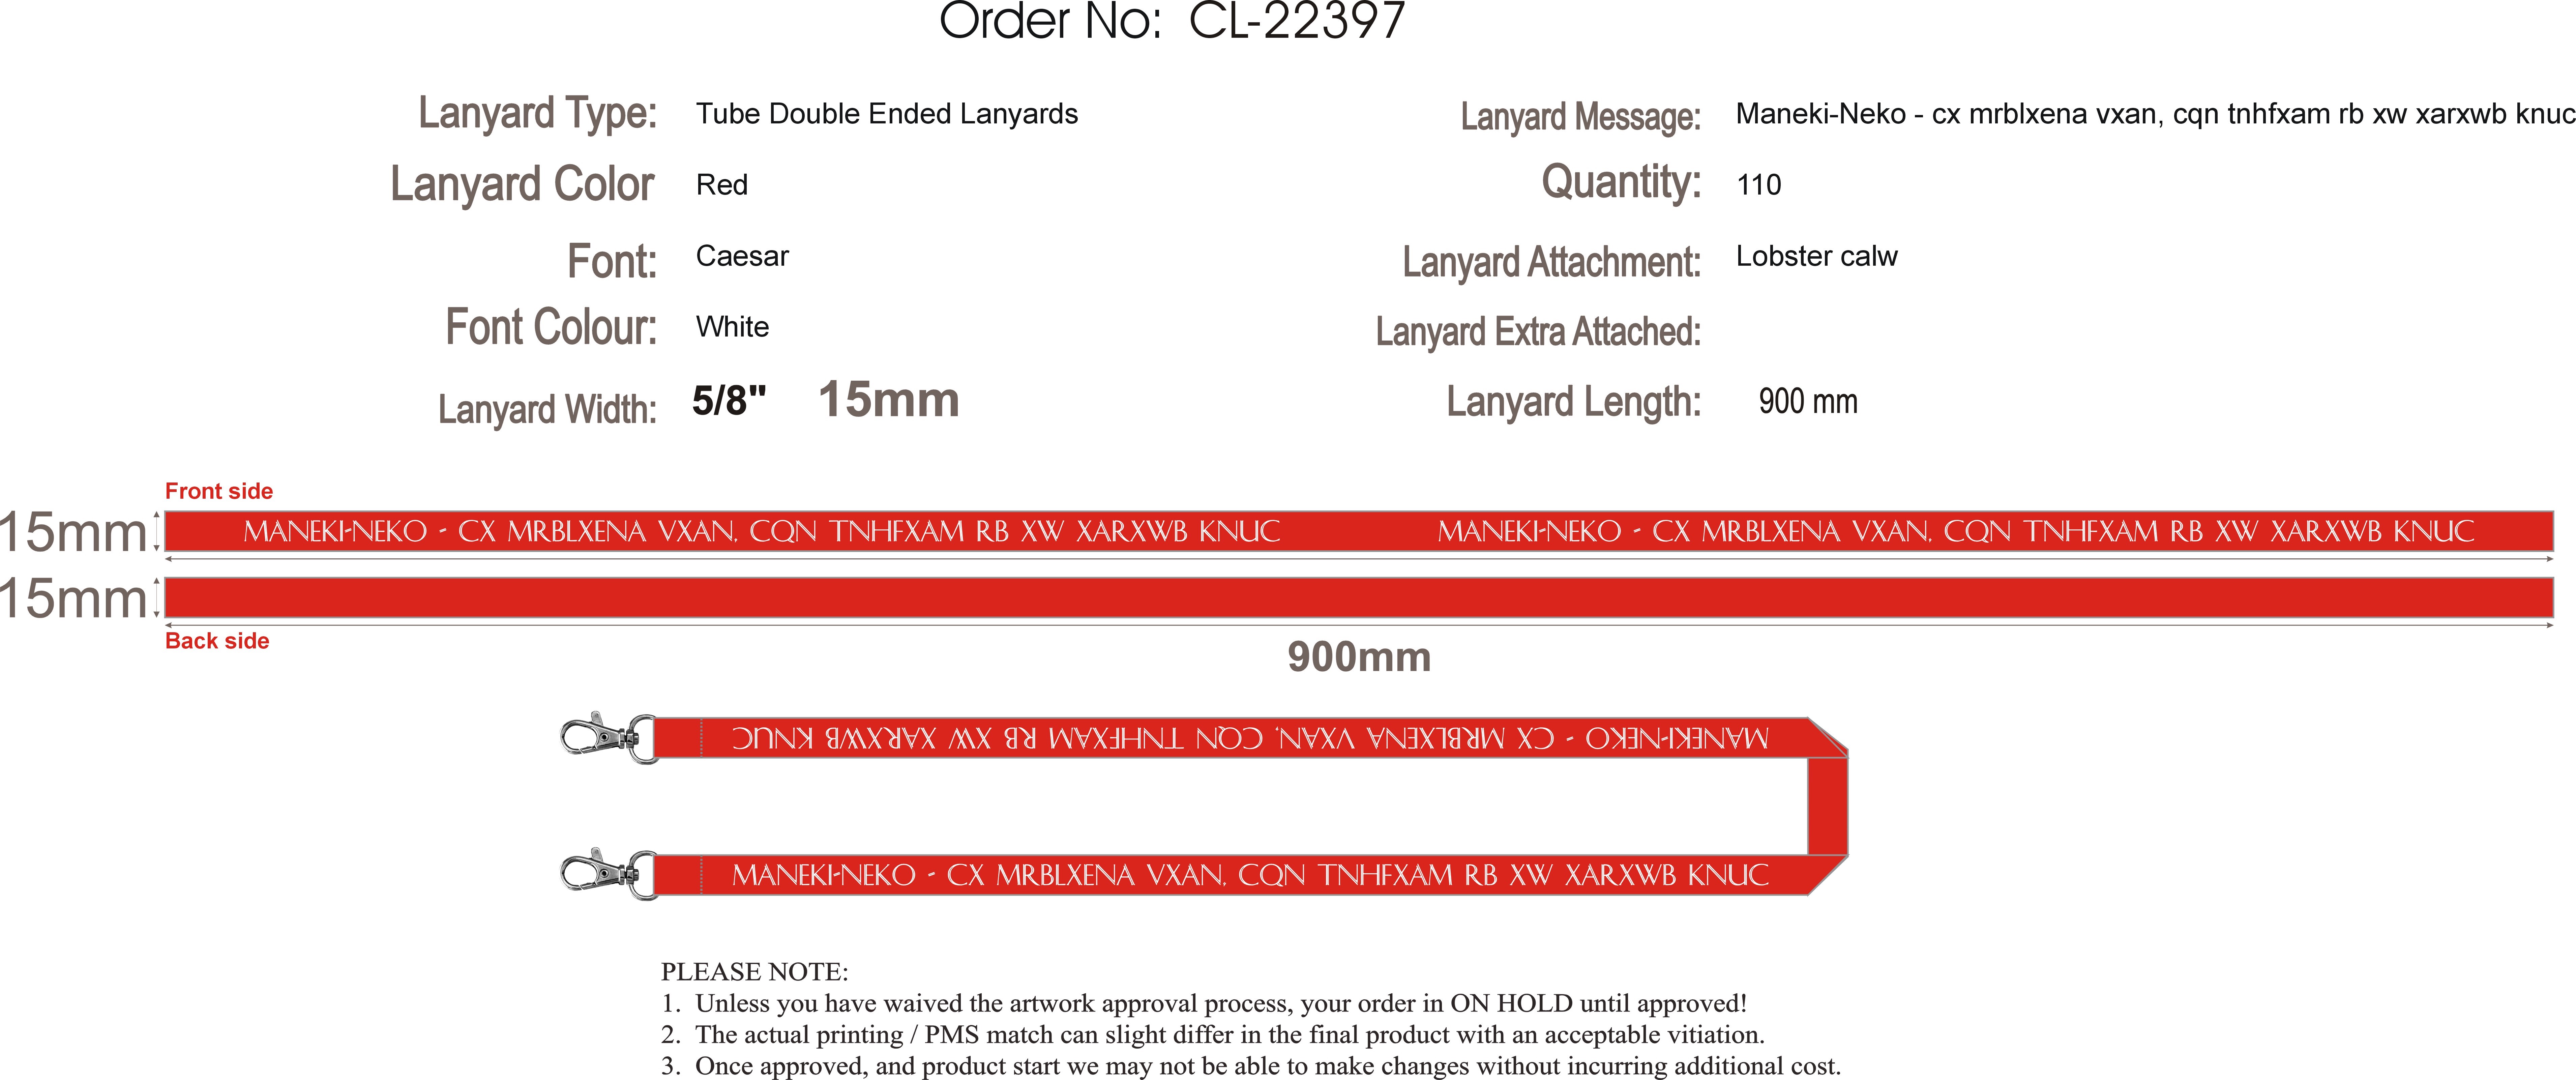 Order No: CL-22397
Lanyard Type: Tube Double Ended Lanyards
Lanyard Color Red
Font: Caesar
Font Colour: White
Lanyard Width: 5/8" 15mm
Lanyard Message: Maneki-Neko - cx mrblxena vxan, cqn tnhfxam rb xw xarxwb knuc
Quantity: 110
Lanyard Attachment: Lobster calw
Lanyard Extra Attached:
Lanyard Length: 900 mm
Front side
15mm
MANEKI-NEKO - CX MRBLXENA VXAN, CQN TNHFXAM RB XW XARXWB KNUC MANEKI-NEKO - CX MRBLXENA VXAN, CQN TNHFXAM RB XW XARXWB KNUC
15mm
Back side
900mm
MANEKI-NEKO - CX MRBLXENA VXAN, CQN TNHFXAM RB XW XARXWB KNUC
MANEKI-NEKO - CX MRBLXENA VXAN, CQN TNHFXAM RB XW XARXWB KNUC
PLEASE NOTE:
1. Unless you have waived the artwork approval process, your order in ON HOLD until approved!
2. The actual printing / PMS match can slight differ in the final product with an acceptable vitiation.
3. Once approved, and product start we may not be able to make changes without incurring additional cost.